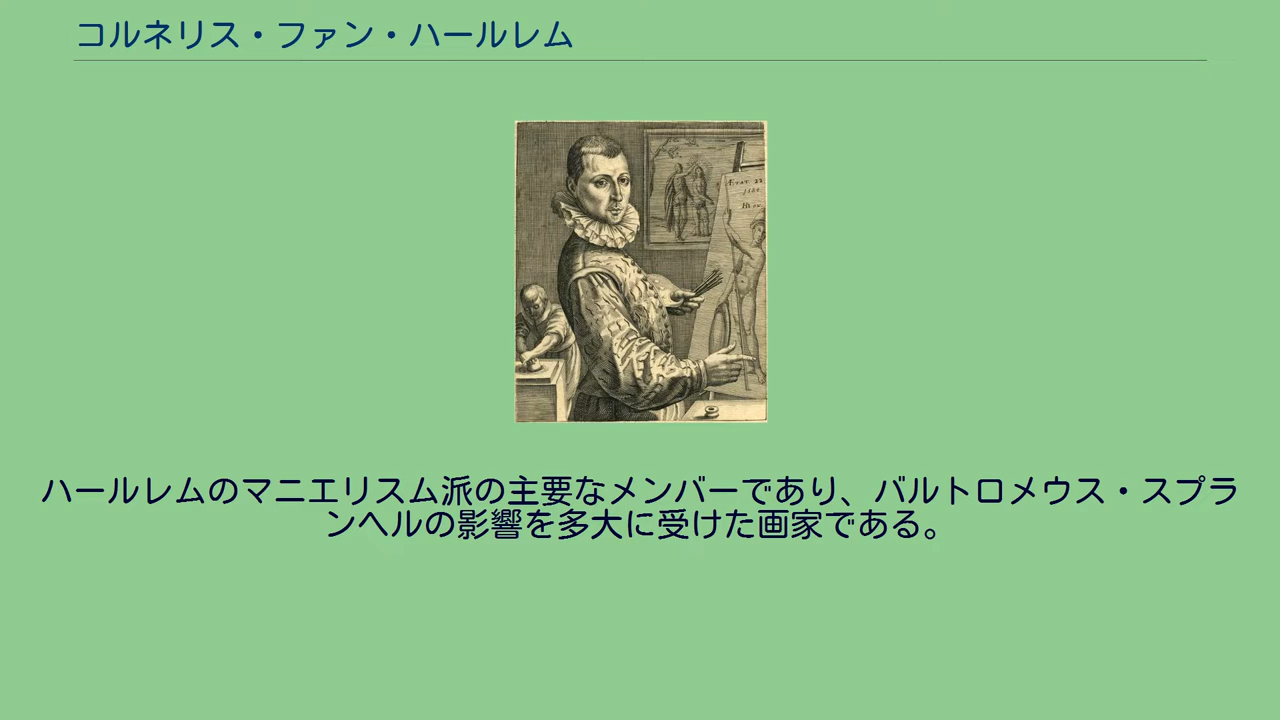 コルネリス・ファン・ハールレム
ÆTAT 22
ハールレムのマニエリスム派の主要なメンバーであり、バルトロメウス・スプラ
ンヘルの影響を多大に受けた画家である。